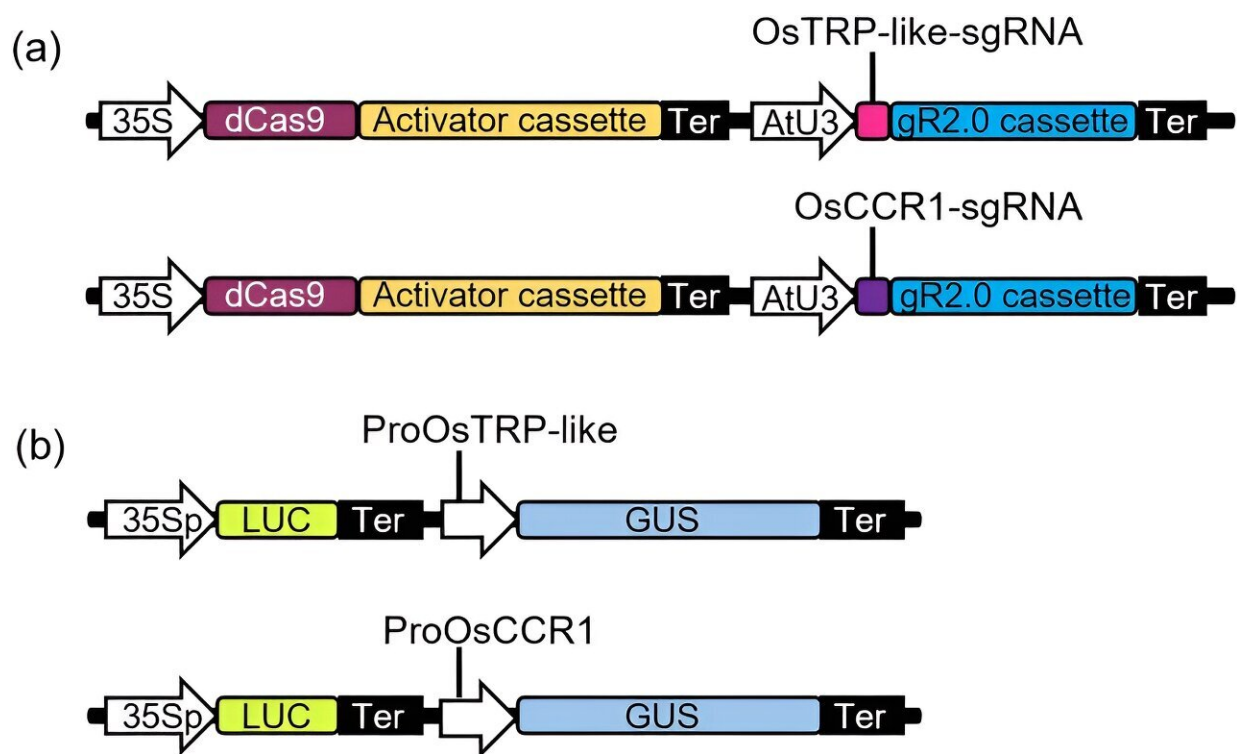 (a)
OsTRP-like-sgRNA
35S dCas9 Activator cassette Ter AtU3 gR2.0 cassette Ter
OsCCR1-sgRNA
35S dCas9 Activator cassette Ter AtU3 gR2.0 cassette Ter
(b)
ProOsTRP-like
35Sp LUC Ter GUS Ter
ProOsCCR1
35Sp LUC Ter GUS Ter